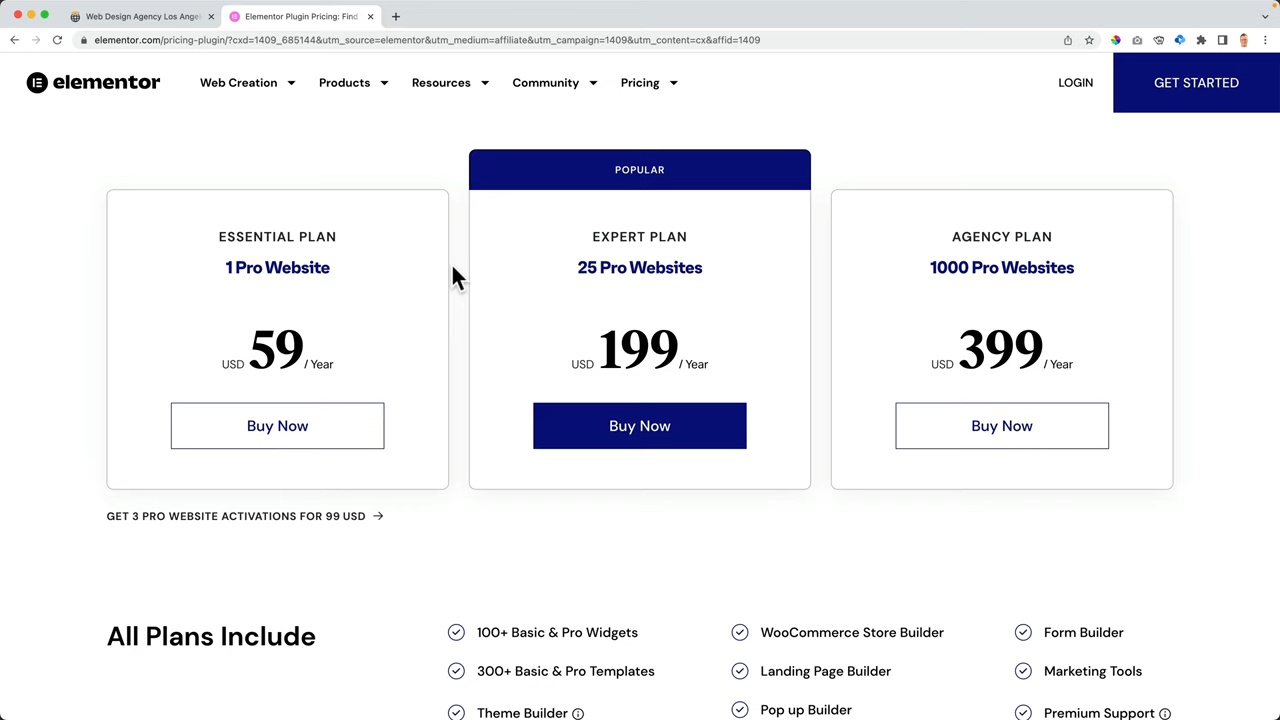 Web Design Agency Los Angel
Elementor Plugin Pricing: Find
elementor.com/pricing-plugin/?cxd=1409_685144&utm_source=elementor&utm_medium=affiliate&utm_campaign=1409&utm_content=cx&affid=1409
elementor
Web Creation
Products
Resources
Community
Pricing
LOGIN
GET STARTED
POPULAR
ESSENTIAL PLAN
1 Pro Website
USD 59 / Year
Buy Now
EXPERT PLAN
25 Pro Websites
USD 199 / Year
Buy Now
AGENCY PLAN
1000 Pro Websites
USD 399 / Year
Buy Now
GET 3 PRO WEBSITE ACTIVATIONS FOR 99 USD →
All Plans Include
100+ Basic & Pro Widgets
300+ Basic & Pro Templates
Theme Builder
WooCommerce Store Builder
Landing Page Builder
Pop up Builder
Form Builder
Marketing Tools
Premium Support